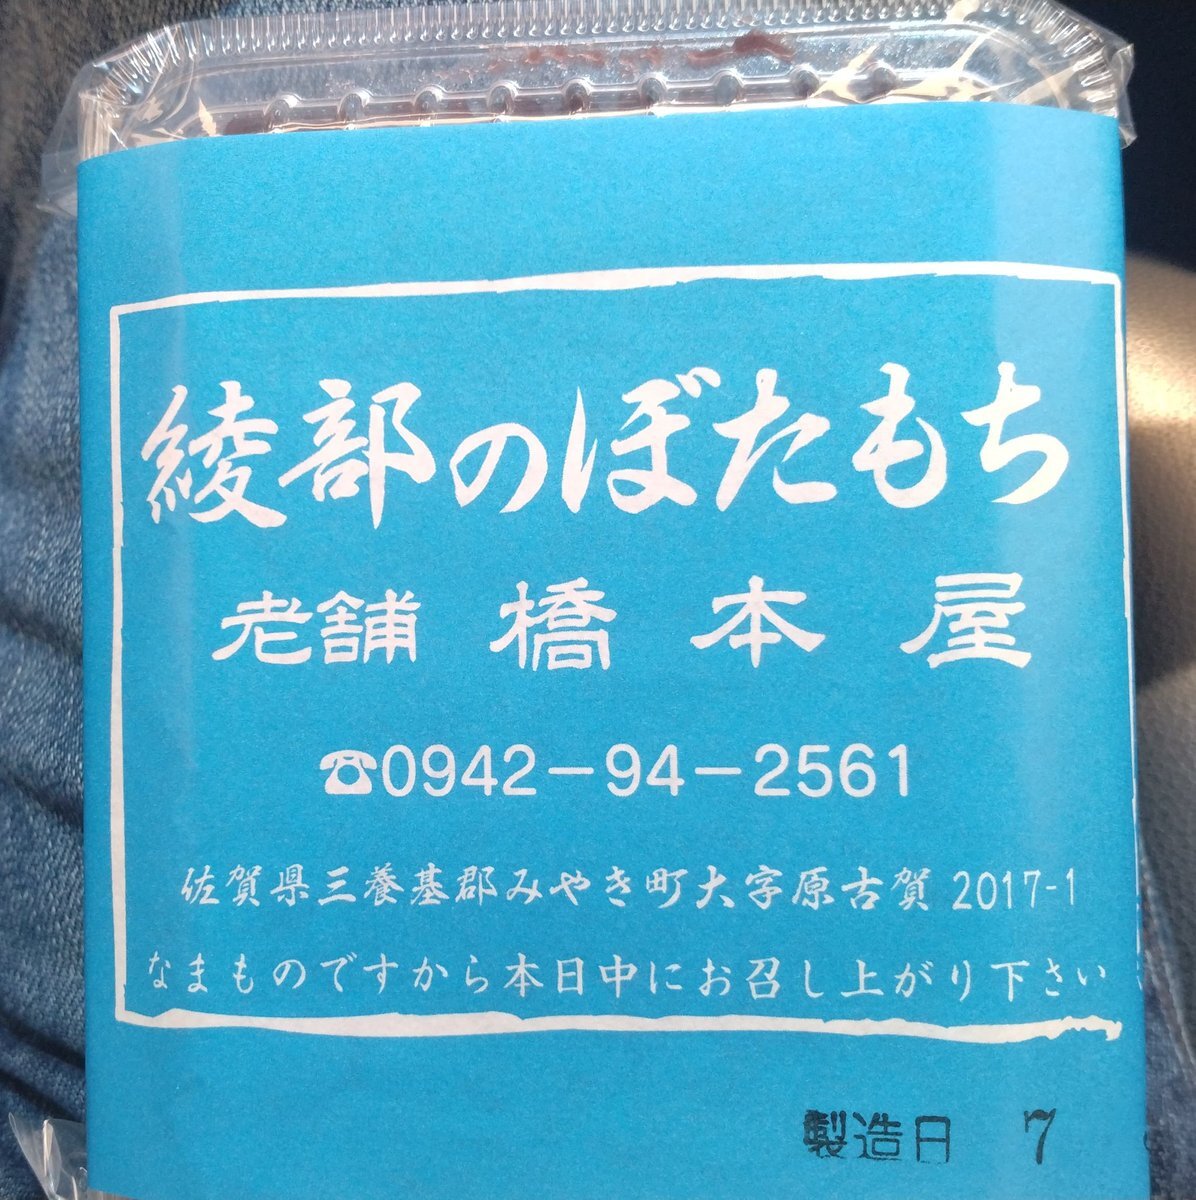 綾部のぼたもち
老舗 橋本屋
☎0942-94-2561
佐賀県三養基郡みやき町大字原古賀 2017-1
なまものですから本日中にお召し上がり下さい
製造日 7